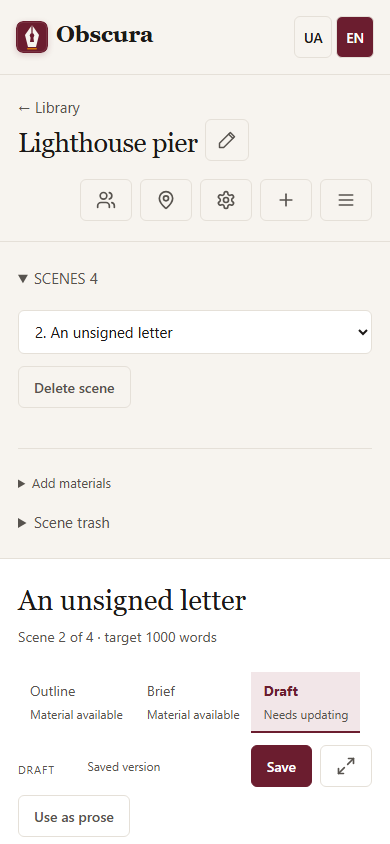 Obscura
UA EN
← Library
Lighthouse pier
SCENES 4
2. An unsigned letter
Delete scene
Add materials
Scene trash
An unsigned letter
Scene 2 of 4 · target 1000 words
Outline Brief Draft
Material available Material available Needs updating
DRAFT Saved version Save
Use as prose